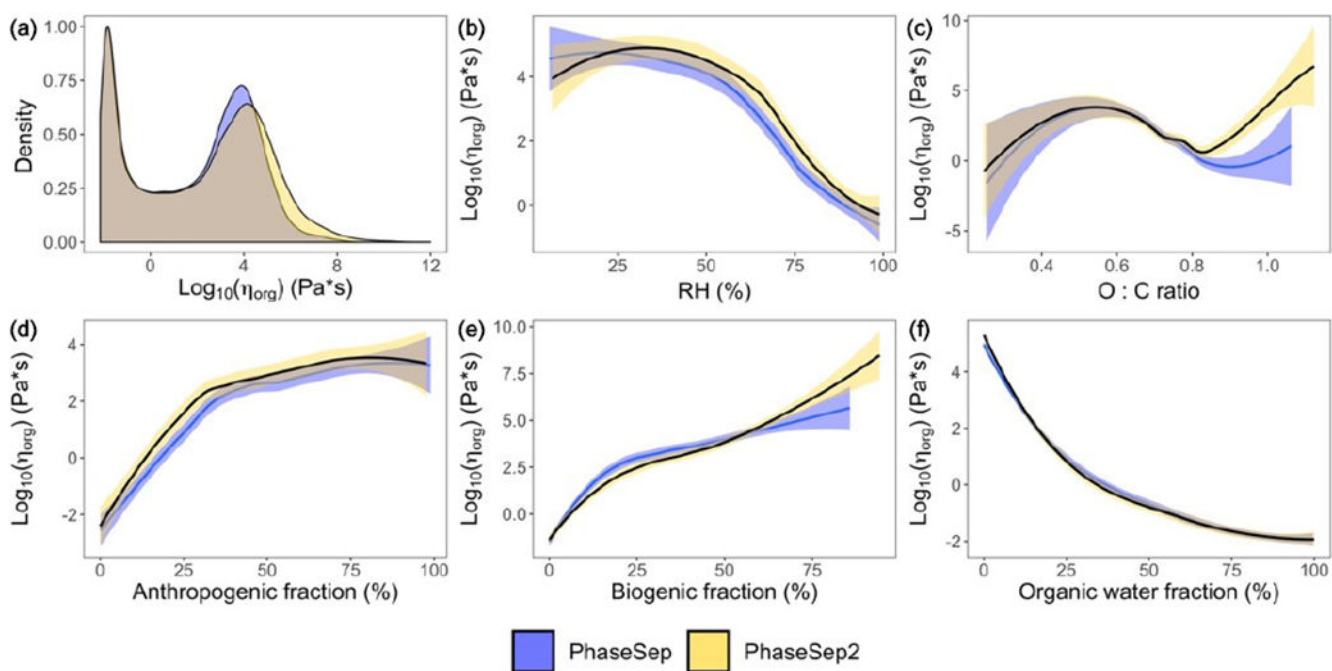 (a)
1.00
0.75
0.50
0.25
0.00
Density
0 4 8 12
Log10(ηorg) (Pa*s)
(b)
4
2
0
Log10(ηorg) (Pa*s)
25 50 75 100
RH (%)
(c)
10
5
0
-5
Log10(ηorg) (Pa*s)
0.4 0.6 0.8 1.0
O : C ratio
(d)
4
2
0
-2
Log10(ηorg) (Pa*s)
0 25 50 75 100
Anthropogenic fraction (%)
(e)
10.0
7.5
5.0
2.5
0.0
Log10(ηorg) (Pa*s)
0 25 50 75
Biogenic fraction (%)
(f)
4
2
0
-2
Log10(ηorg) (Pa*s)
0 25 50 75 100
Organic water fraction (%)
PhaseSep PhaseSep2